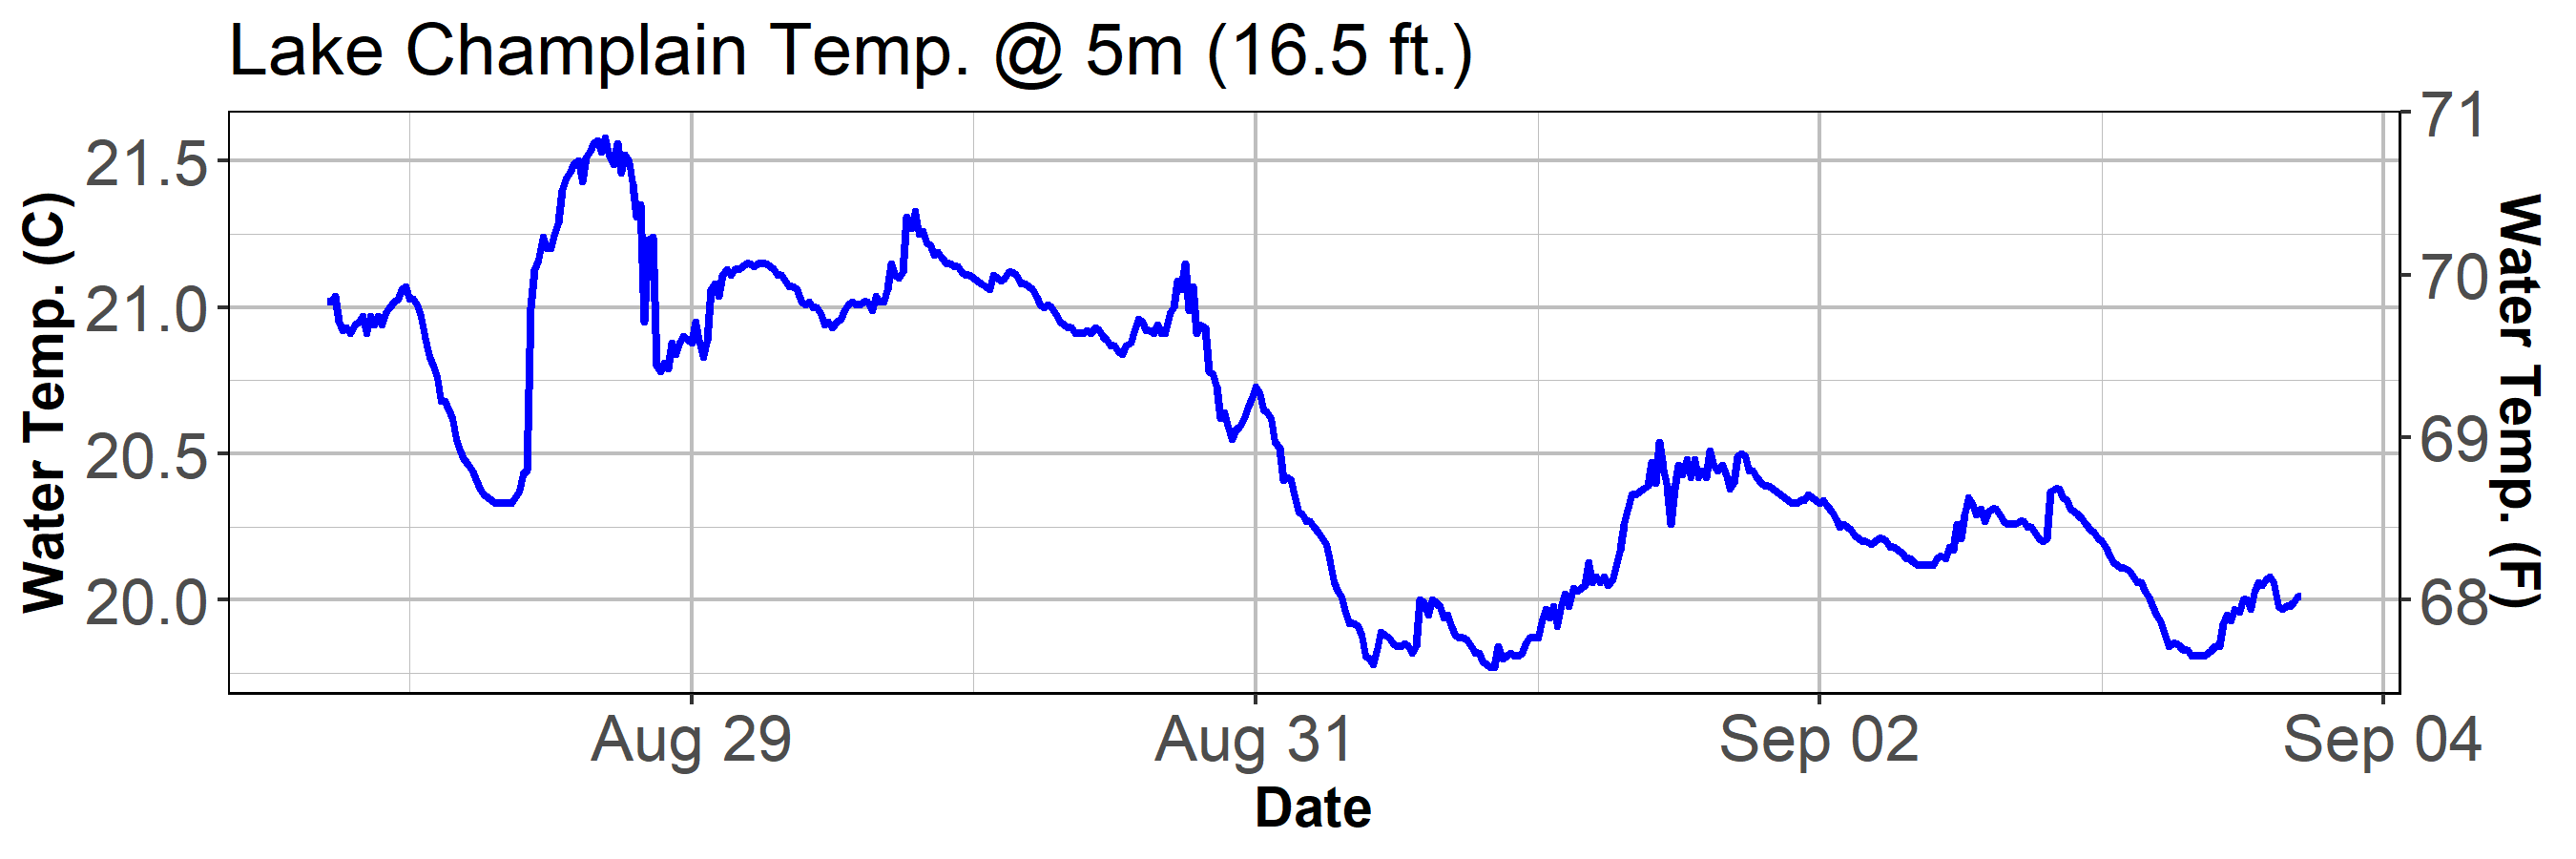 Lake Champlain Temp. @ 5m (16.5 ft.)
Water Temp. (C)
21.5
21.0
20.5
20.0
71
70
69
68
Water Temp. (F)
Aug 29
Aug 31
Sep 02
Sep 04
Date